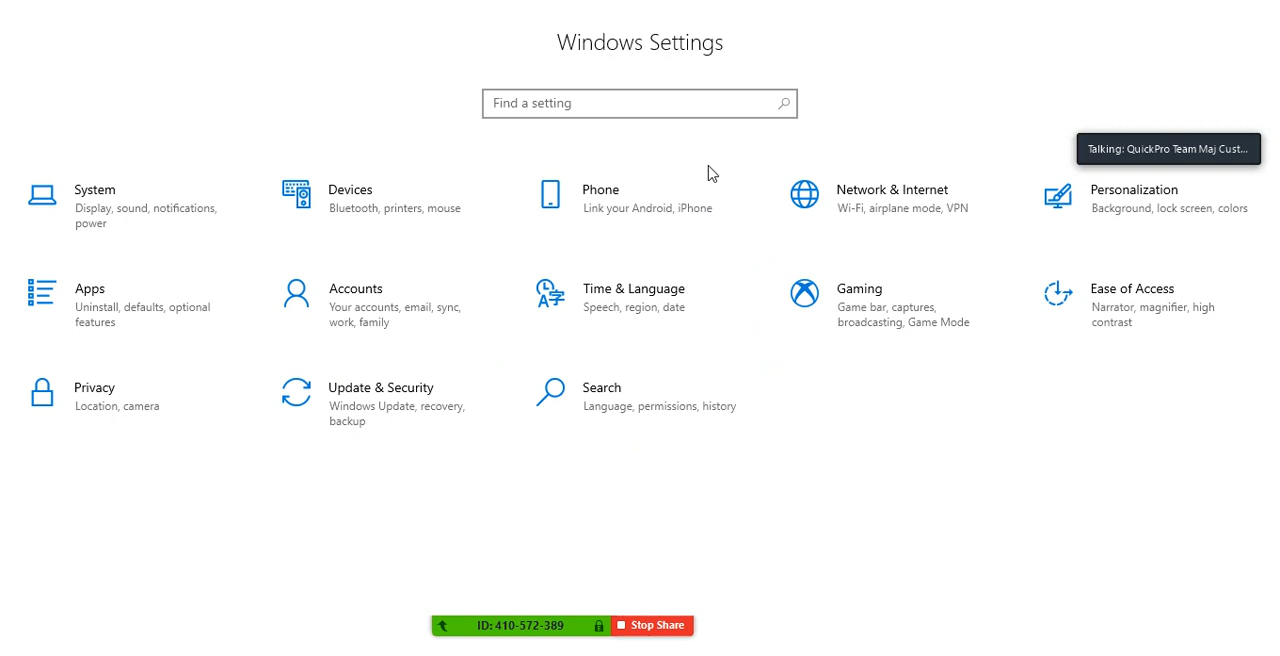 Windows Settings
Find a setting
Talking: QuickPro Team Maj Cust...
System
Display, sound, notifications,
power
Devices
Bluetooth, printers, mouse
Phone
Link your Android, iPhone
Network & Internet
Wi-Fi, airplane mode, VPN
Personalization
Background, lock screen, colors
Apps
Uninstall, defaults, optional
features
Accounts
Your accounts, email, sync,
work, family
Time & Language
Speech, region, date
Gaming
Game bar, captures,
broadcasting, Game Mode
Ease of Access
Narrator, magnifier, high
contrast
Privacy
Location, camera
Update & Security
Windows Update, recovery,
backup
Search
Language, permissions, history
ID: 410-572-389
Stop Share